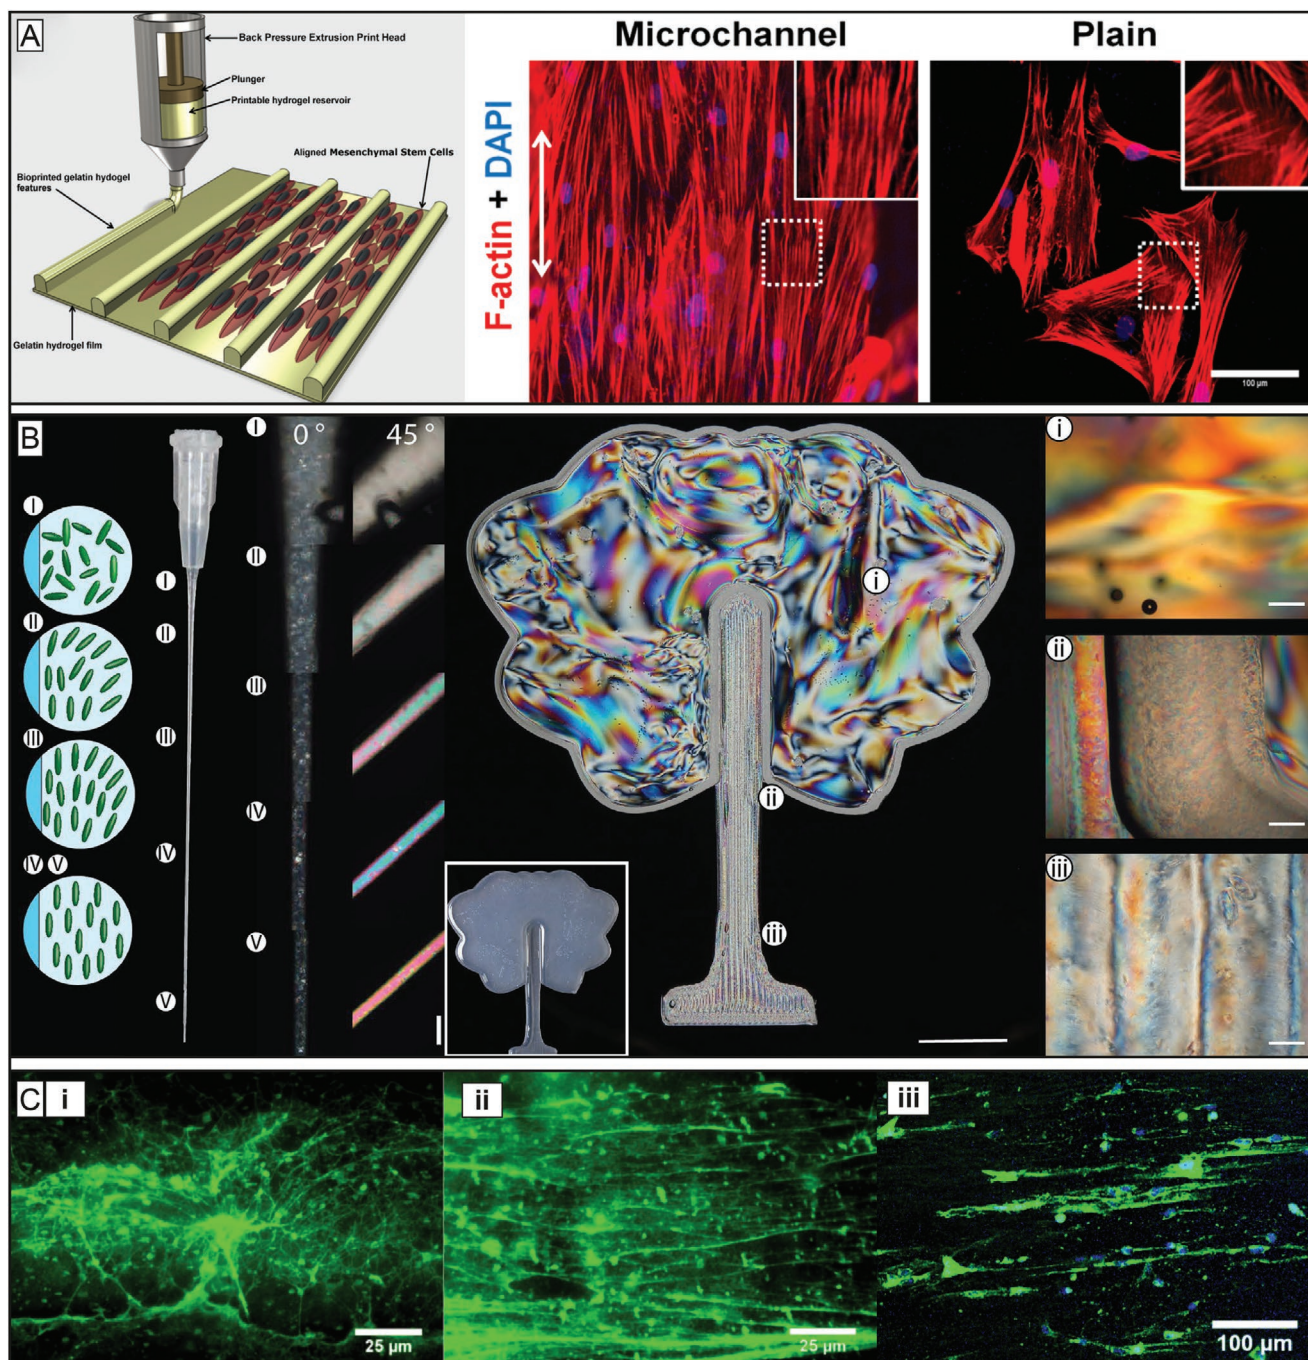 A
Back Pressure Extrusion Print Head
Plunger
Printable hydrogel reservoir
Aligned Mesenchymal Stem Cells
Bioprinted gelatin hydogel
features
Gelatin hydrogel film
Microchannel
Plain
F-actin + DAPI
100 µm
B
I
II
III
IV V
I
II
III
IV
V
I
0°
45°
II
III
IV
V
i
ii
iii
i
ii
iii
C
i
25 µm
ii
25 µm
iii
100 µm